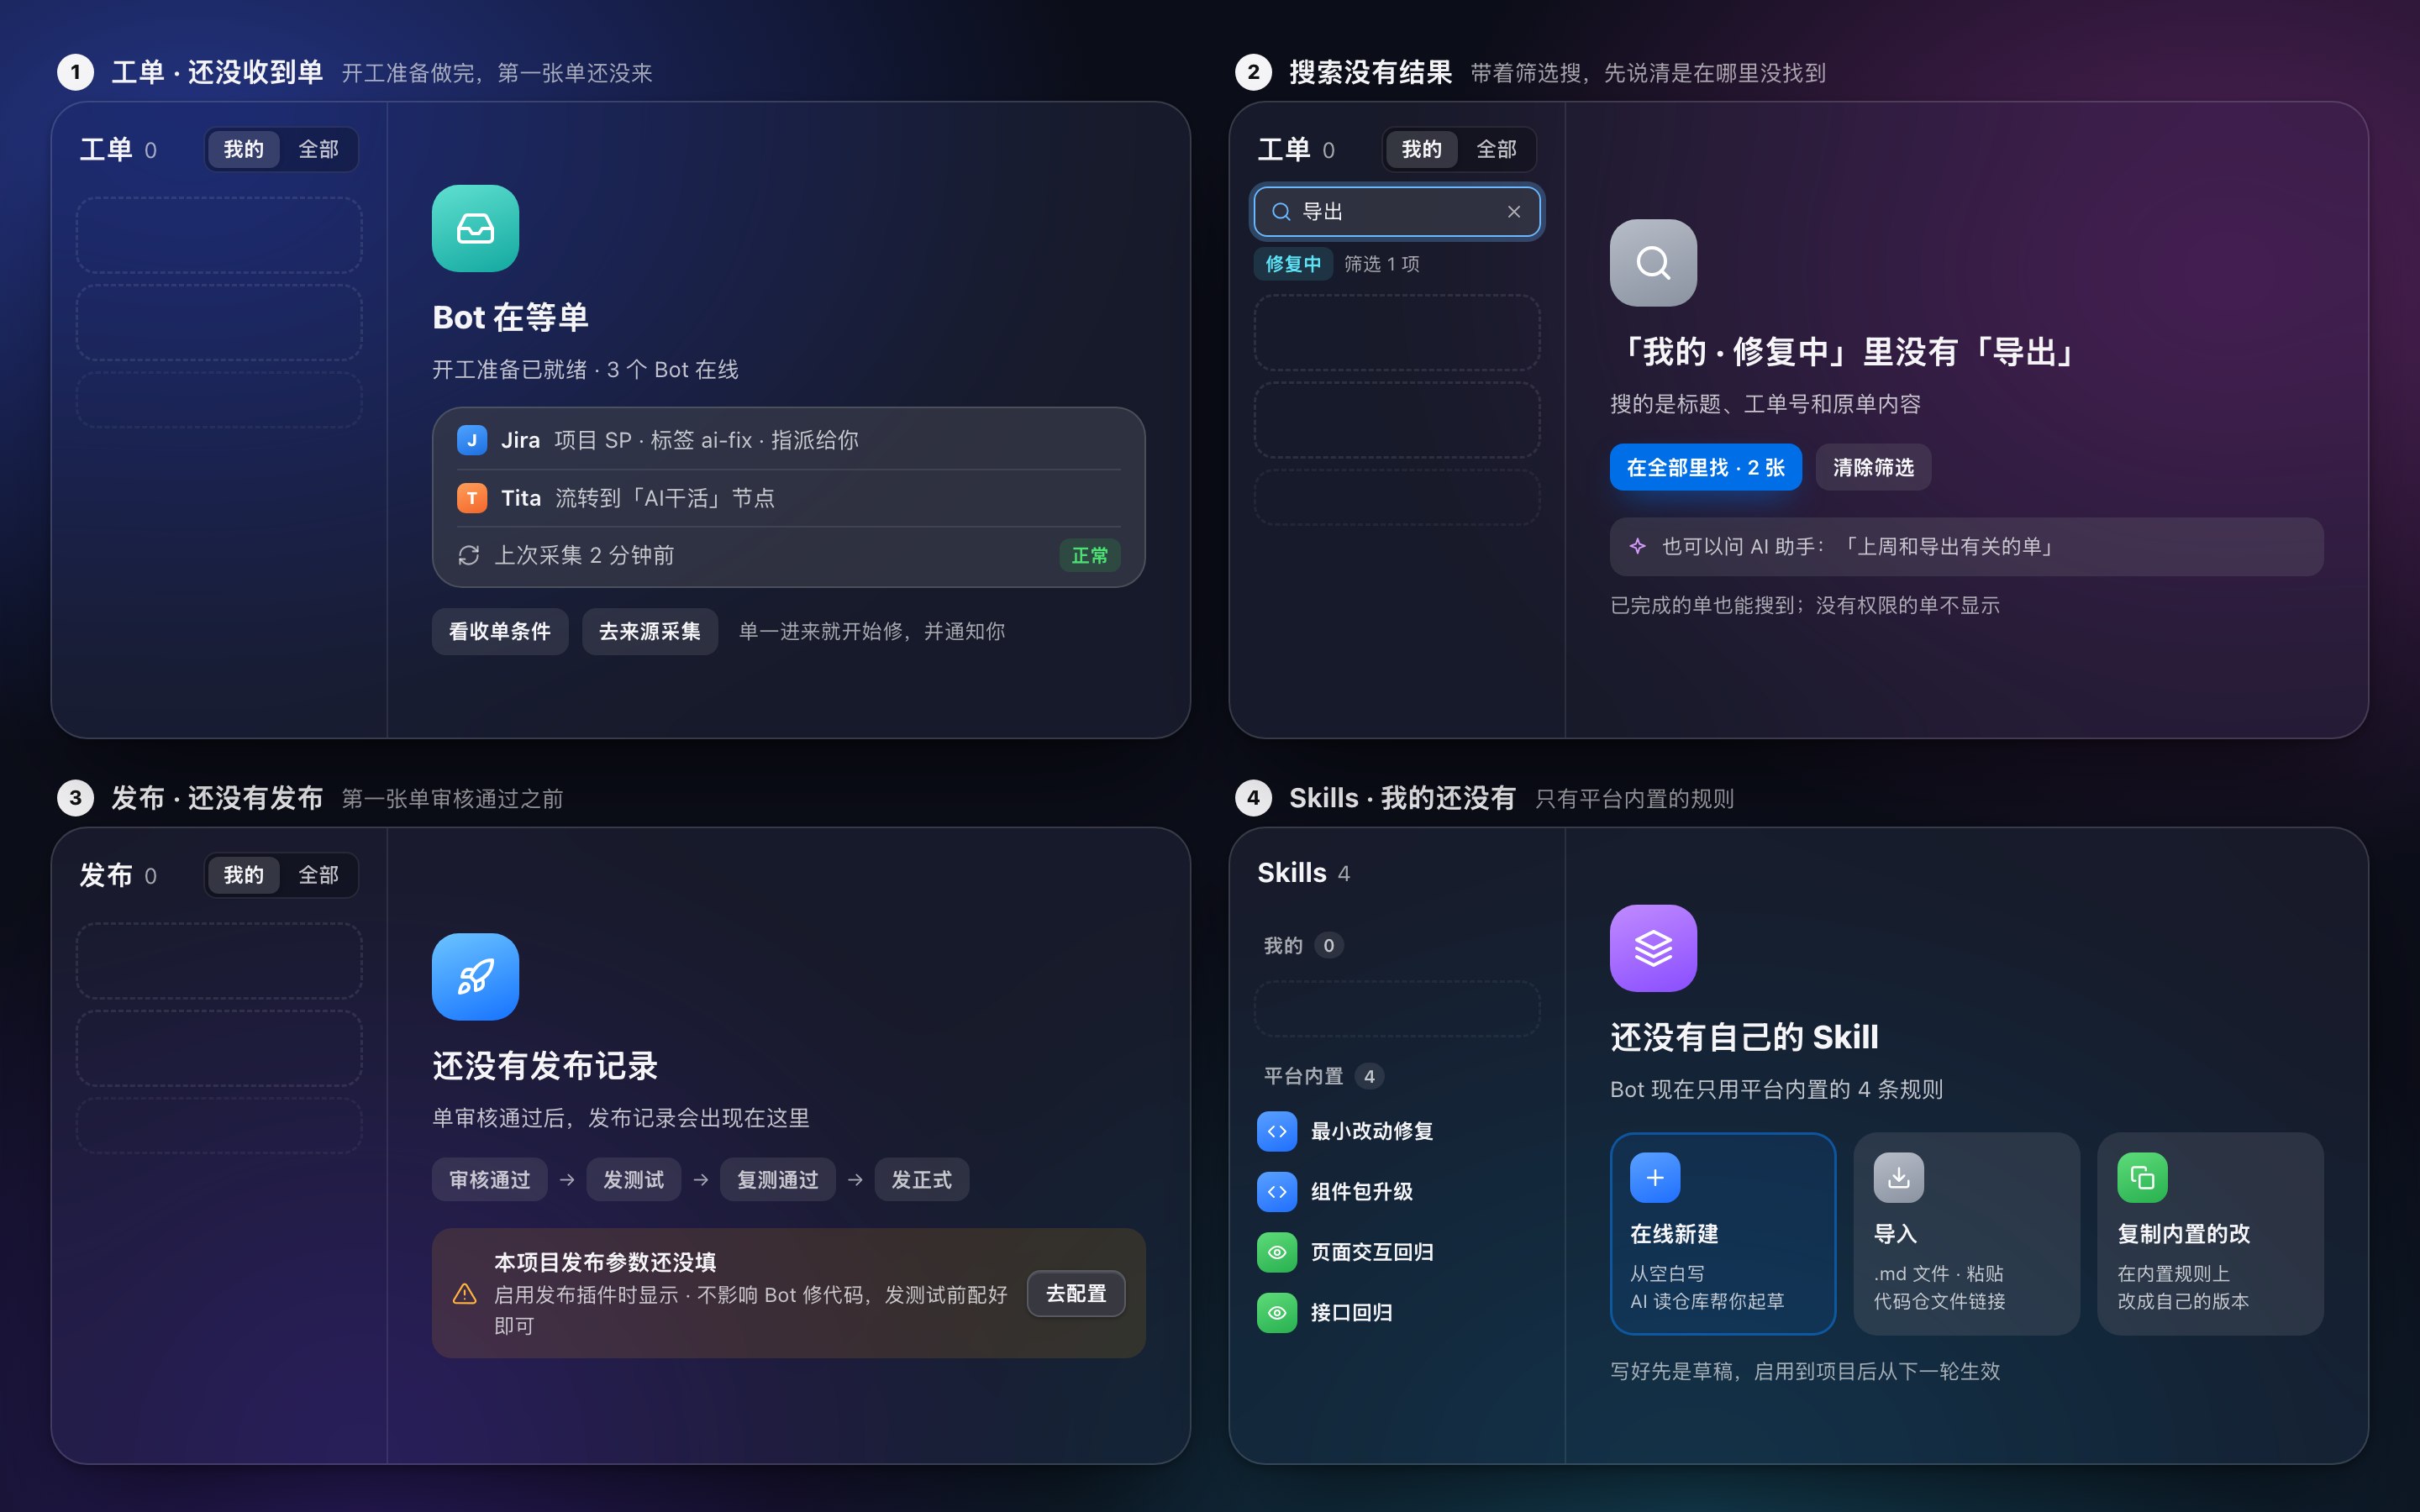 1 工单 · 还没收到单 开工准备做完，第一张单还没来
工单 0 我的 全部
Bot 在等单
开工准备已就绪 · 3 个 Bot 在线
J Jira 项目 SP · 标签 ai-fix · 指派给你
T Tita 流转到「AI干活」节点
上次采集 2 分钟前 正常
看收单条件 去来源采集 单一进来就开始修，并通知你
2 搜索没有结果 带着筛选搜，先说清是在哪里没找到
工单 0 我的 全部
导出
修复中 筛选 1 项
「我的 · 修复中」里没有「导出」
搜的是标题、工单号和原单内容
在全部里找 · 2 张 清除筛选
也可以问 AI 助手：「上周和导出有关的单」
已完成的单也能搜到；没有权限的单不显示
3 发布 · 还没有发布 第一张单审核通过之前
发布 0 我的 全部
还没有发布记录
单审核通过后，发布记录会出现在这里
审核通过 → 发测试 → 复测通过 → 发正式
本项目发布参数还没填
启用发布插件时显示 · 不影响 Bot 修代码，发测试前配好
即可
去配置
4 Skills · 我的还没有 只有平台内置的规则
Skills 4
我的 0
平台内置 4
最小改动修复
组件包升级
页面交互回归
接口回归
还没有自己的 Skill
Bot 现在只用平台内置的 4 条规则
在线新建
从空白写
AI 读仓库帮你起草
导入
.md 文件 · 粘贴
代码仓文件链接
复制内置的改
在内置规则上
改成自己的版本
写好先是草稿，启用到项目后从下一轮生效